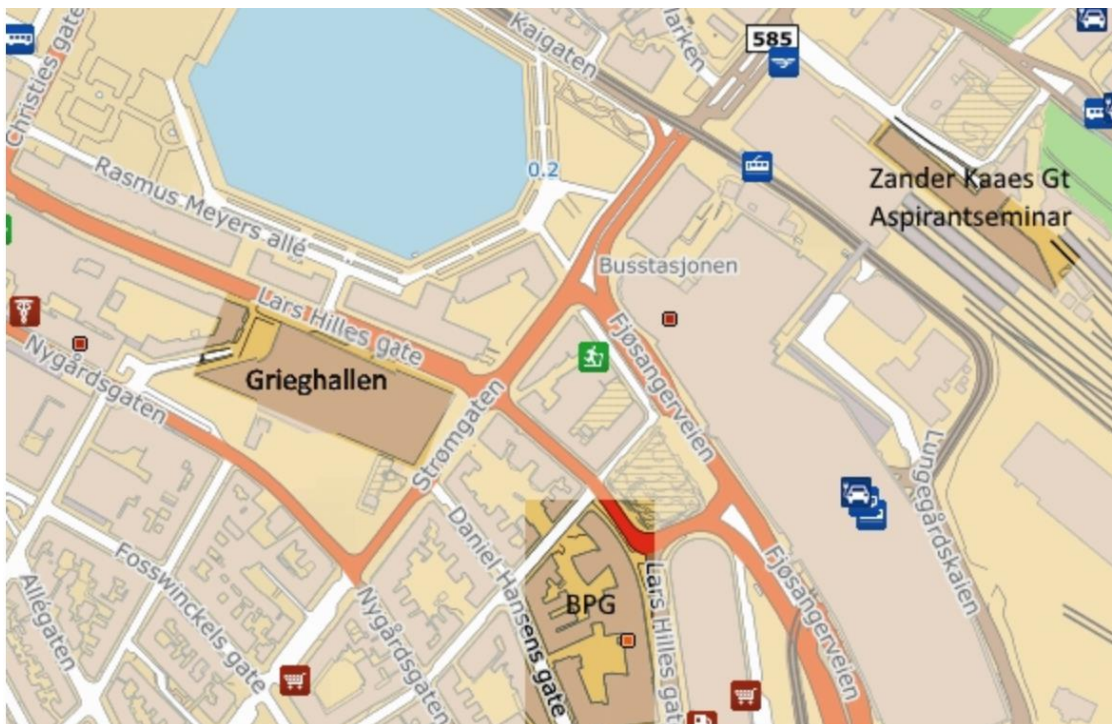 Christies gate
Kaigaten
Marken
585
Rasmus Meyers allé
0.2
Zander Kaaes Gt
Aspirantseminar
Busstasjonen
Lars Hilles gate
Nygårdsgaten
Grieghallen
Strømgaten
Fjøsangerveien
Lungegårdskaien
Daniel Hansens gate
BPG
Lars Hilles gat
Fjøsangerveien
Fosswinckels gate
Allégaten
Nygårdsgaten